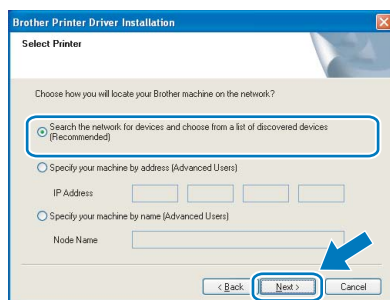 Brother Printer Driver Installation
Select Printer
Choose how you will locate your Brother machine on the network?
Search the network for devices and choose from a list of discovered devices
(Recommended)
Specify your machine by address (Advanced Users)
IP Address
Specify your machine by name (Advanced Users)
Node Name
< Back
Next >
Cancel